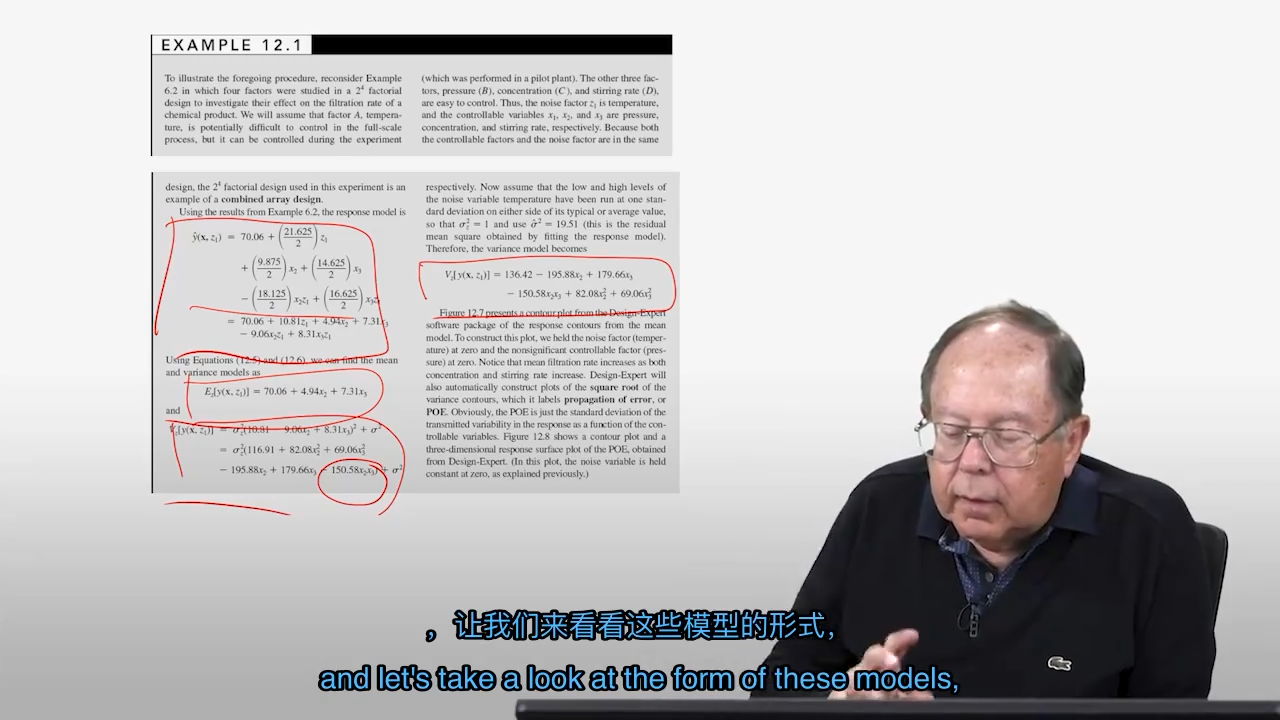 EXAMPLE 12.1
To illustrate the foregoing procedure, reconsider Example
6.2 in which four factors were studied in a 2⁴ factorial
design to investigate their effect on the filtration rate of a
chemical product. We will assume that factor A, tempera-
ture, is potentially difficult to control in the full-scale
process, but it can be controlled during the experiment
(which was performed in a pilot plant). The other three fac-
tors, pressure (B), concentration (C), and stirring rate (D),
are easy to control. Thus, the noise factor z₁ is temperature,
and the controllable variables x₁, x₂, and x₃ are pressure,
concentration, and stirring rate, respectively. Because both
the controllable factors and the noise factor are in the same
design, the 2⁴ factorial design used in this experiment is an
example of a combined array design.
Using the results from Example 6.2, the response model is
ŷ(x, z₁) = 70.06 + (21.625/2) z₁
+ (9.875/2) x₂ + (14.625/2) x₃
− (18.125/2) x₂z₁ + (16.625/2) x₃z₁
= 70.06 + 10.81z₁ + 4.94x₂ + 7.31x₃
− 9.06x₂z₁ + 8.31x₃z₁
Using Equations (12.5) and (12.6), we can find the mean
and variance models as
E_z[y(x, z₁)] = 70.06 + 4.94x₂ + 7.31x₃
and
V_z[y(x, z₁)] = σ_z²(10.81 − 9.06x₂ + 8.31x₃)² + σ²
= σ_z²(116.91 + 82.08x₂² + 69.06x₃²
− 195.88x₂ + 179.66x₃ − 150.58x₂x₃) + σ²
respectively. Now assume that the low and high levels of
the noise variable temperature have been run at one stan-
dard deviation on either side of its typical or average value,
so that σ_z² = 1 and use σ̂² = 19.51 (this is the residual
mean square obtained by fitting the response model).
Therefore, the variance model becomes
V_z[y(x, z₁)] = 136.42 − 195.88x₂ + 179.66x₃
− 150.58x₂x₃ + 82.08x₂² + 69.06x₃²
Figure 12.7 presents a contour plot from the Design-Expert
software package of the response contours from the mean
model. To construct this plot, we held the noise factor (temper-
ature) at zero and the nonsignificant controllable factor (pres-
sure) at zero. Notice that mean filtration rate increases as both
concentration and stirring rate increase. Design-Expert will
also automatically construct plots of the square root of the
variance contours, which it labels propagation of error, or
POE. Obviously, the POE is just the standard deviation of the
transmitted variability in the response as a function of the con-
trollable variables. Figure 12.8 shows a contour plot and a
three-dimensional response surface plot of the POE, obtained
from Design-Expert. (In this plot, the noise variable is held
constant at zero, as explained previously.)
，让我们来看看这些模型的形式，
and let's take a look at the form of these models,